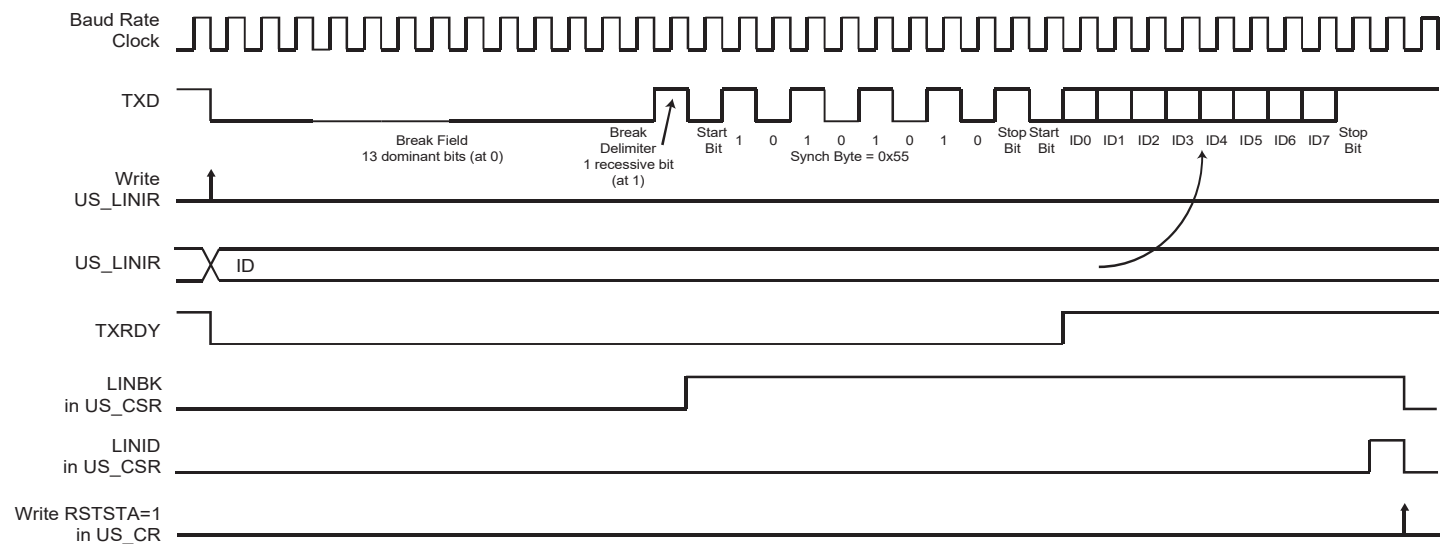 Baud Rate
Clock
TXD
Break Field
13 dominant bits (at 0)
Break
Delimiter
1 recessive bit
(at 1)
Start
Bit
1 0 1 0 1 0 1 0
Synch Byte = 0x55
Stop
Bit
Start
Bit
ID0 ID1 ID2 ID3 ID4 ID5 ID6 ID7
Stop
Bit
Write
US_LINIR
US_LINIR
ID
TXRDY
LINBK
in US_CSR
LINID
in US_CSR
Write RSTSTA=1
in US_CR